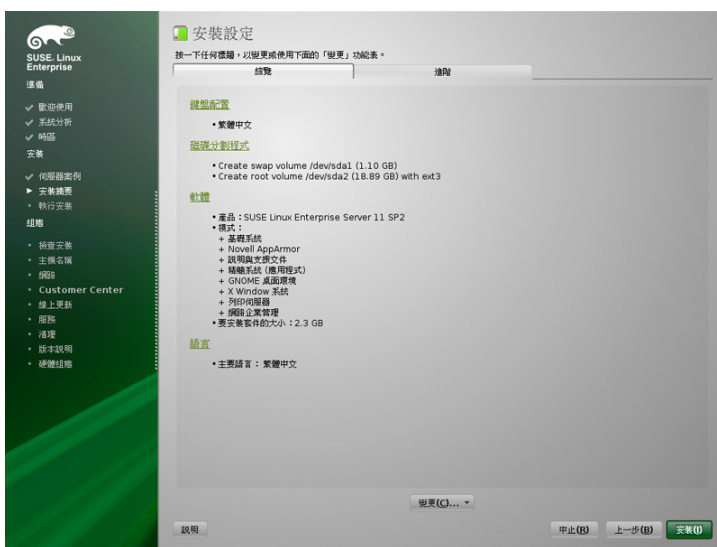 SUSE. Linux
Enterprise
準備
歡迎使用
系統分析
時區
安裝
伺服器案例
安裝摘要
執行安裝
組態
檢查安裝
主機名稱
網路
Customer Center
線上更新
服務
清理
版本說明
硬體組態
安裝設定
按一下任何標題，以變更或使用下面的「變更」功能表。
綜覽
進階
鍵盤配置
• 繁體中文
磁碟分割程式
• Create swap volume /dev/sda1 (1.10 GB)
• Create root volume /dev/sda2 (18.89 GB) with ext3
軟體
• 產品：SUSE Linux Enterprise Server 11 SP2
• 模式：
+ 基礎系統
+ Novell AppArmor
+ 說明與支援文件
+ 精簡系統 (應用程式)
+ GNOME 桌面環境
+ X Window 系統
+ 列印伺服器
+ 網路企業管理
• 要安裝套件的大小：2.3 GB
語言
• 主要語言： 繁體中文
變更(C)...
說明
中止(R)
上一步(B)
安裝(I)